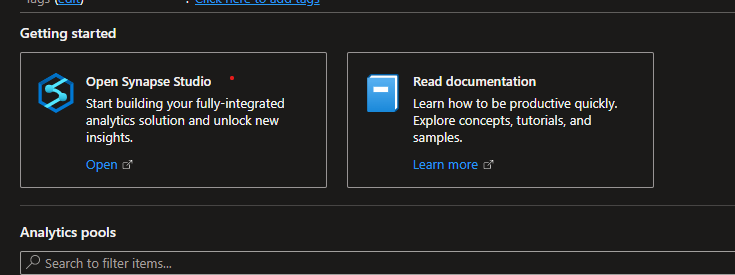 Tags (edit) : Click here to add tags
Getting started
Open Synapse Studio
Start building your fully-integrated
analytics solution and unlock new
insights.
Open
Read documentation
Learn how to be productive quickly.
Explore concepts, tutorials, and
samples.
Learn more
Analytics pools
Search to filter items...